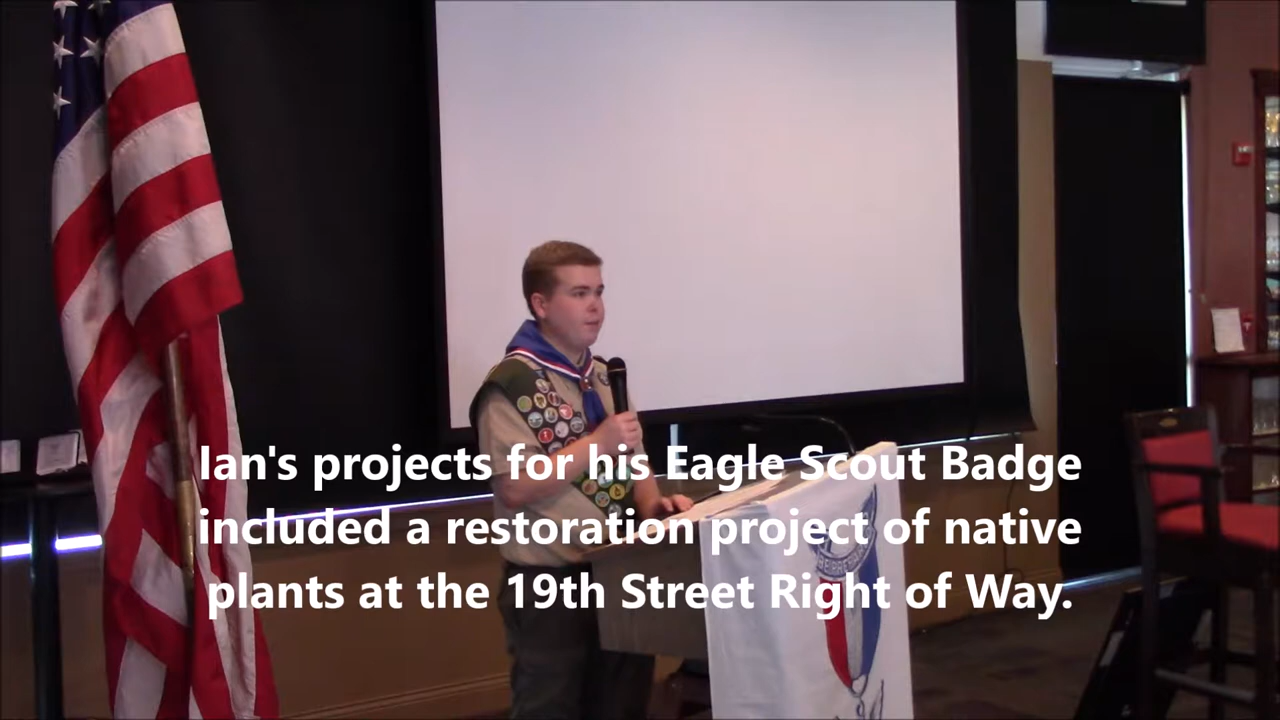 Ian's projects for his Eagle Scout Badge
included a restoration project of native
plants at the 19th Street Right of Way.